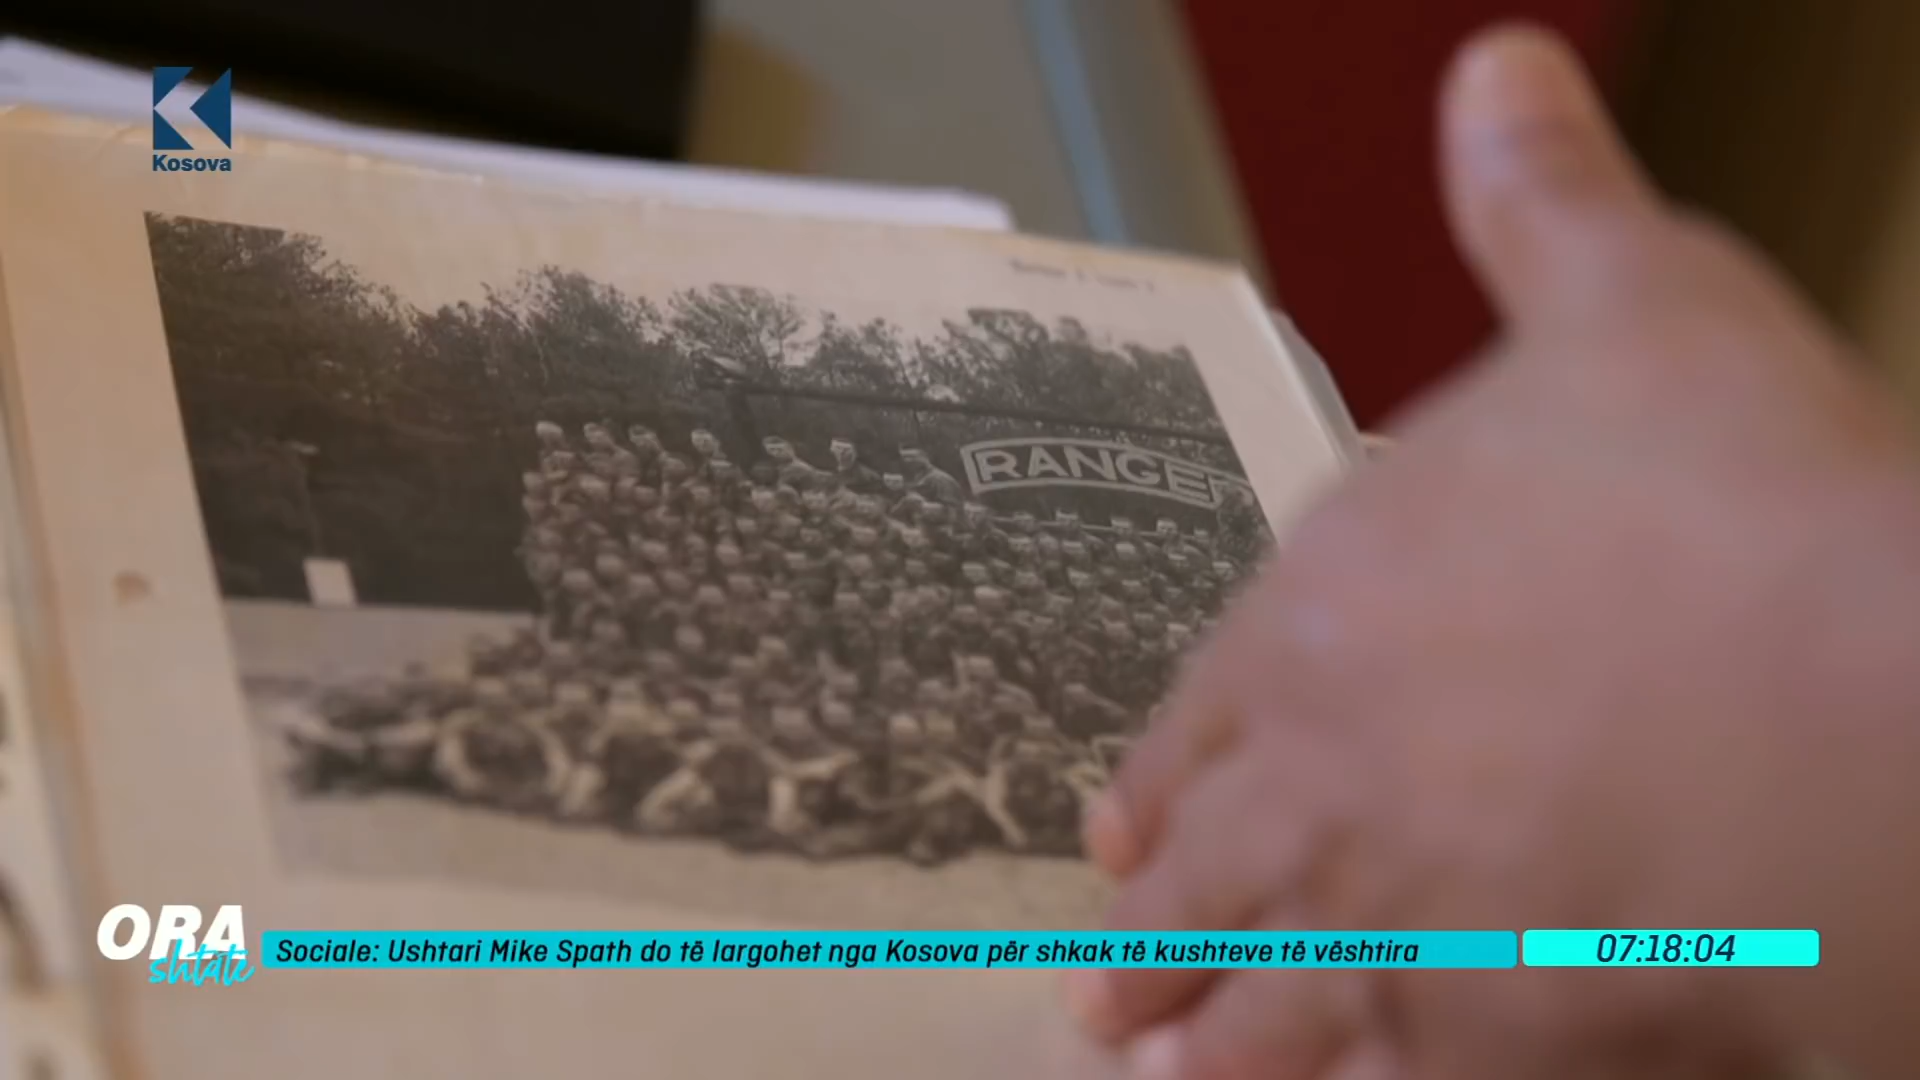 Kosova
RANGER
ORA
shtatë
Sociale: Ushtari Mike Spath do të largohet nga Kosova për shkak të kushteve të vështira
07:18:04